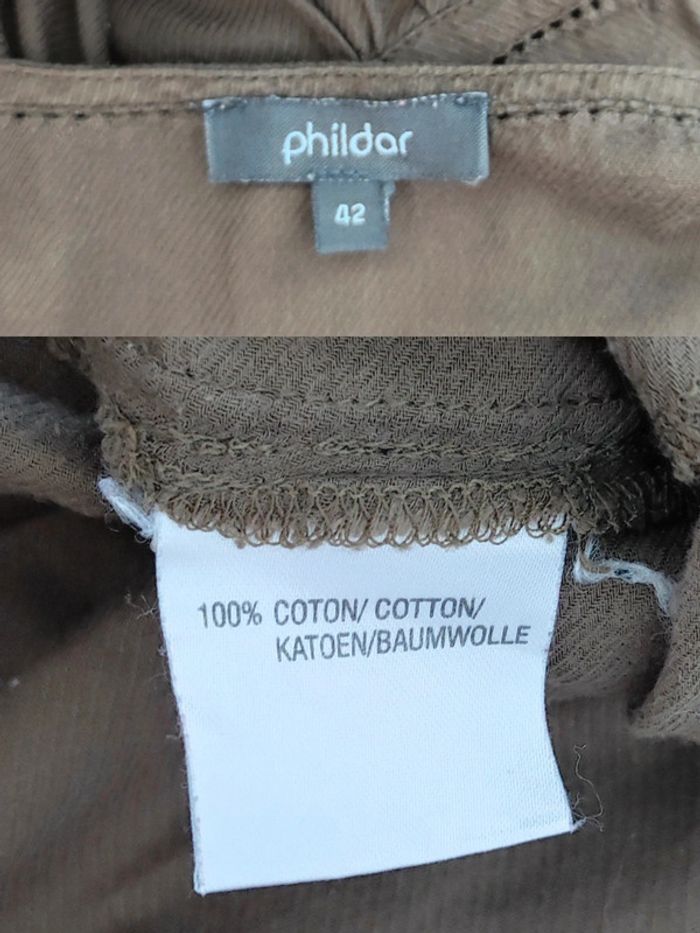 phildar
42
100% COTON/ COTTON/
KATOEN/BAUMWOLLE